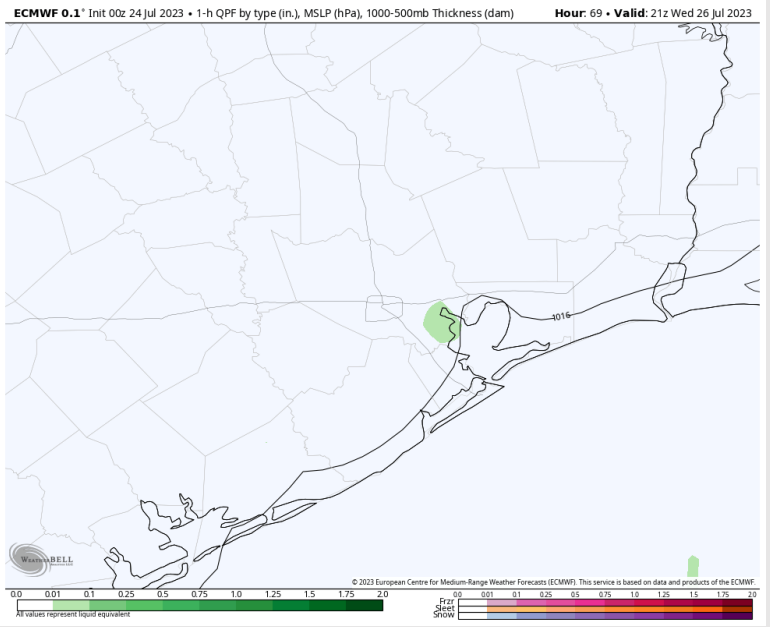 ECMWF 0.1° Init 00z 24 Jul 2023 • 1-h QPF by type (in.), MSLP (hPa), 1000-500mb Thickness (dam) Hour: 69 • Valid: 21z Wed 26 Jul 2023
1016
WEATHERBELL
© 2023 European Centre for Medium-Range Weather Forecasts (ECMWF). This service is based on data and products of the ECMWF.
0.0 0.01 0.1 0.25 0.5 0.75 1.0 1.25 1.5 1.75 2.0
All values represent liquid equivalent
0.0 0.01 0.1 0.25 0.5 0.75 1.0 1.25 1.5 1.75 2.0
Frzr
Sleet
Snow